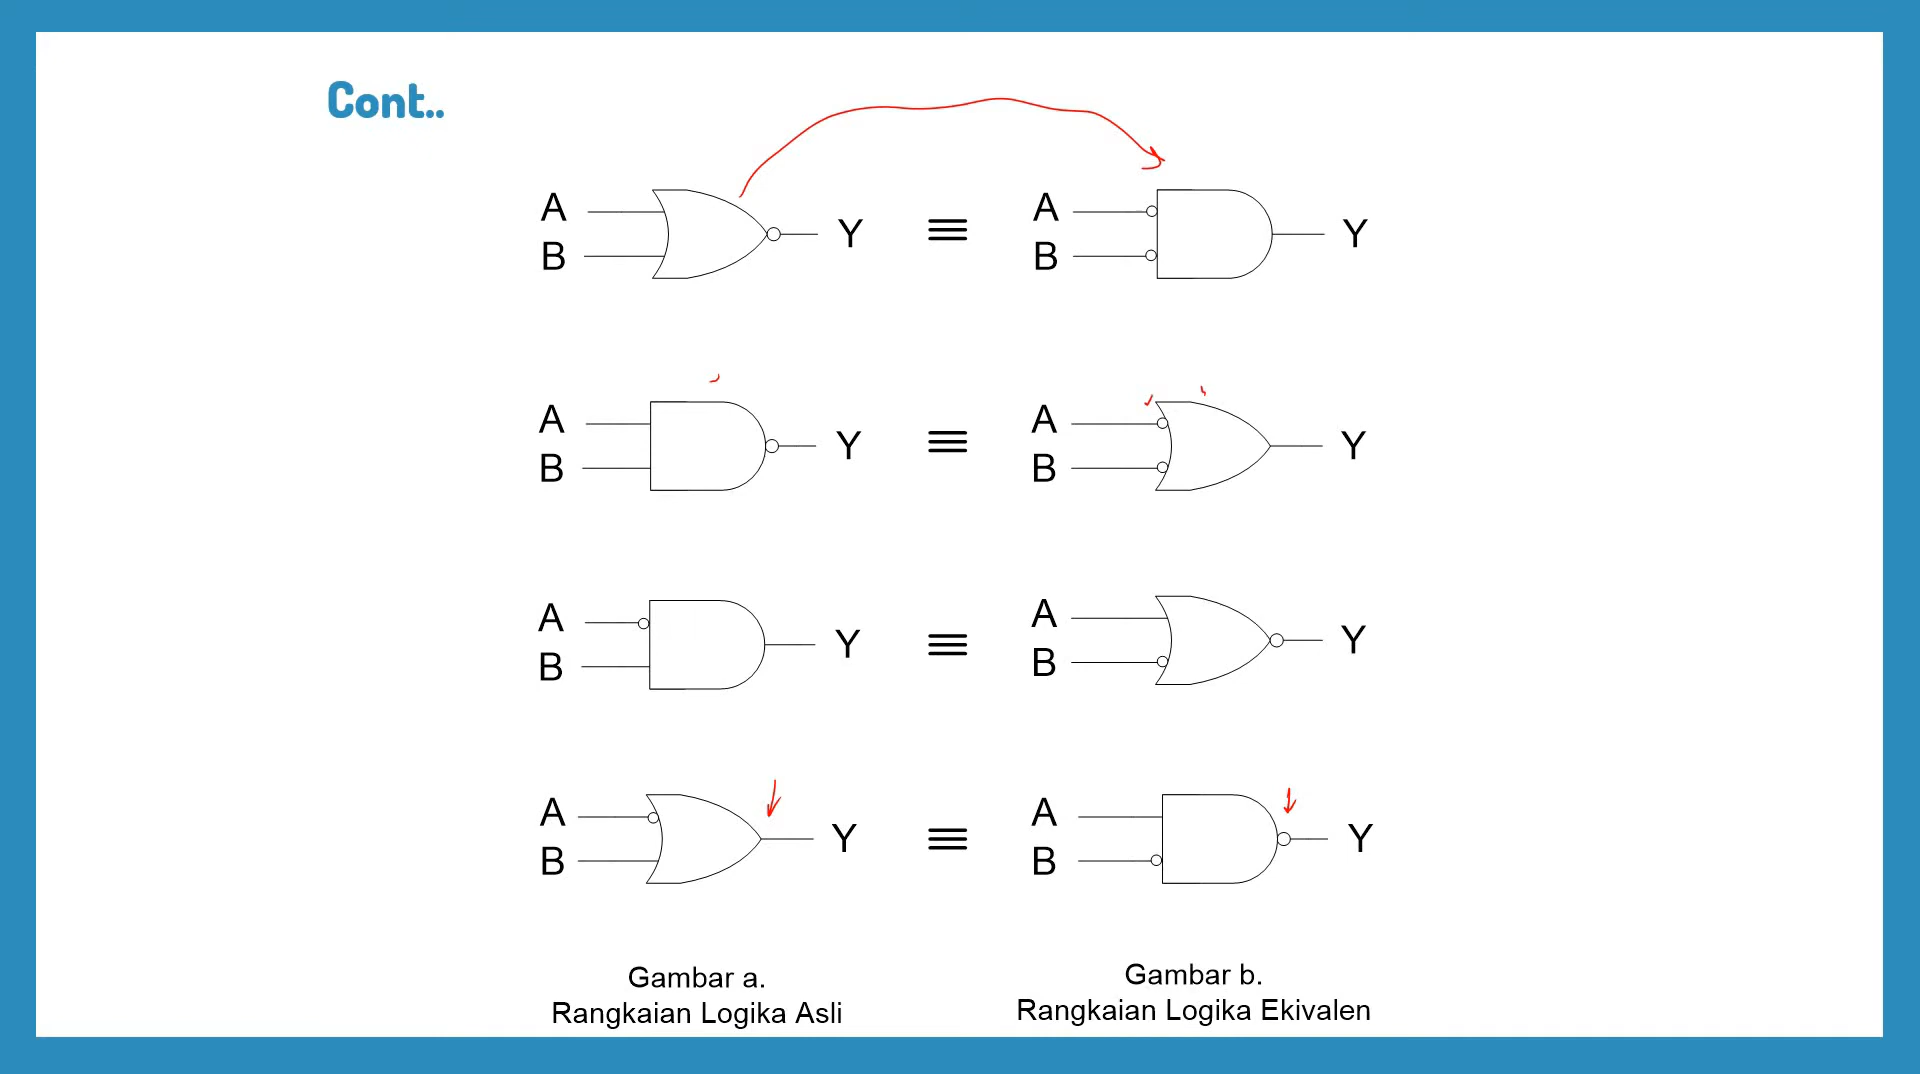 Cont..
A
B
Y
≡
A
B
Y
A
B
Y
≡
A
B
Y
A
B
Y
≡
A
B
Y
A
B
Y
≡
A
B
Y
Gambar a.
Rangkaian Logika Asli
Gambar b.
Rangkaian Logika Ekivalen